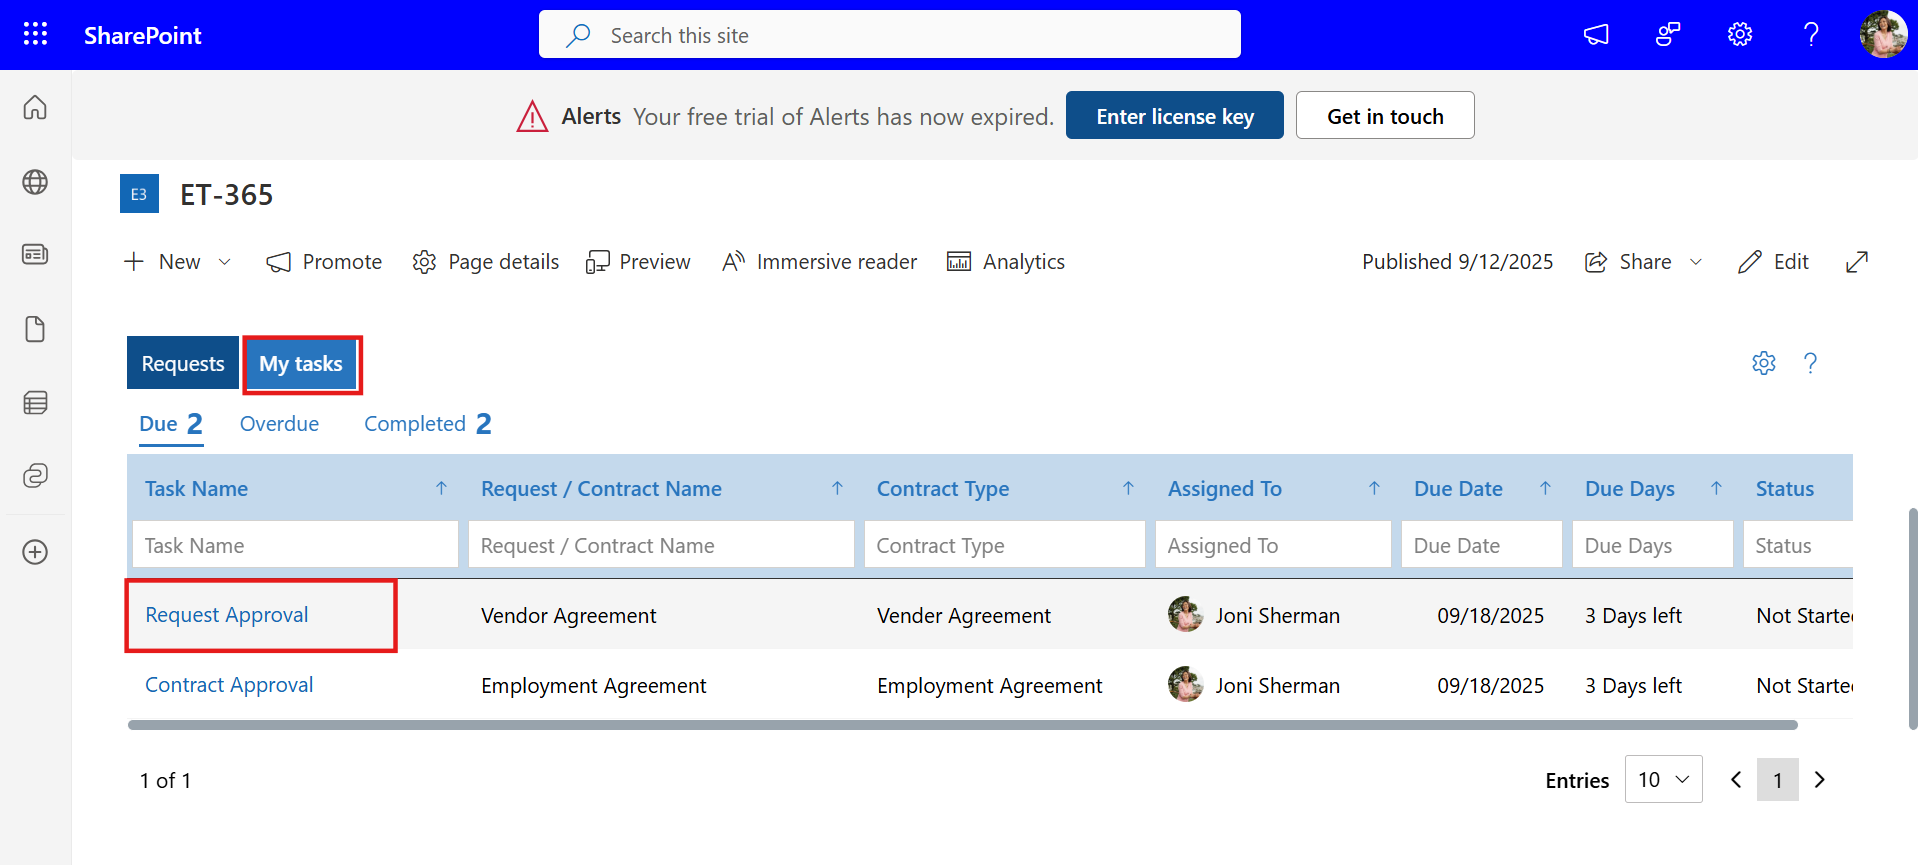 SharePoint
Search this site
Alerts Your free trial of Alerts has now expired. Enter license key Get in touch
E3 ET-365
New Promote Page details Preview Immersive reader Analytics Published 9/12/2025 Share Edit
Requests My tasks
Due 2 Overdue Completed 2
Task Name Request / Contract Name Contract Type Assigned To Due Date Due Days Status
Task Name Request / Contract Name Contract Type Assigned To Due Date Due Days Status
Request Approval Vendor Agreement Vender Agreement Joni Sherman 09/18/2025 3 Days left Not Starte
Contract Approval Employment Agreement Employment Agreement Joni Sherman 09/18/2025 3 Days left Not Starte
1 of 1 Entries 10 1